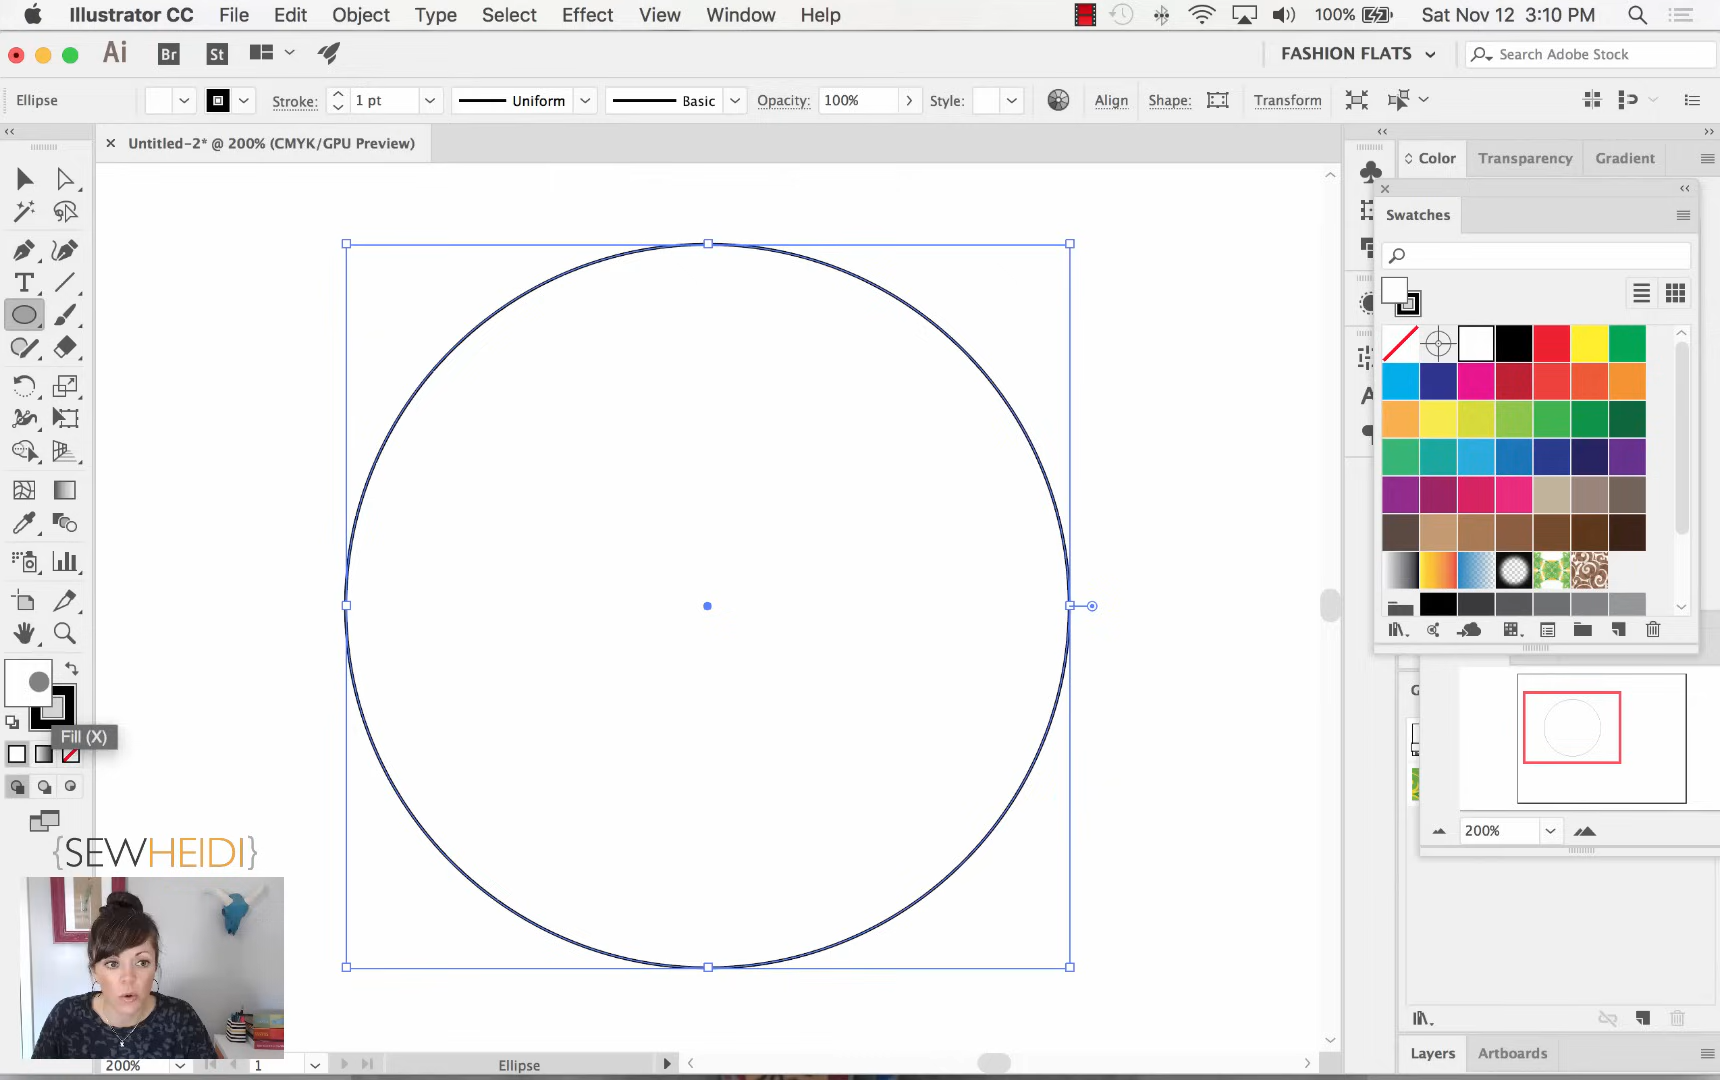 Illustrator CC File Edit Object Type Select Effect View Window Help 100% Sat Nov 12 3:10 PM
Ai Br St FASHION FLATS Search Adobe Stock
Ellipse Stroke: 1 pt Uniform Basic Opacity: 100% Style: Align Shape: Transform
Untitled-2* @ 200% (CMYK/GPU Preview)
Color Transparency Gradient
Swatches
Fill (X)
200%
{SEWHEIDI}
Layers Artboards
200% 1 Ellipse